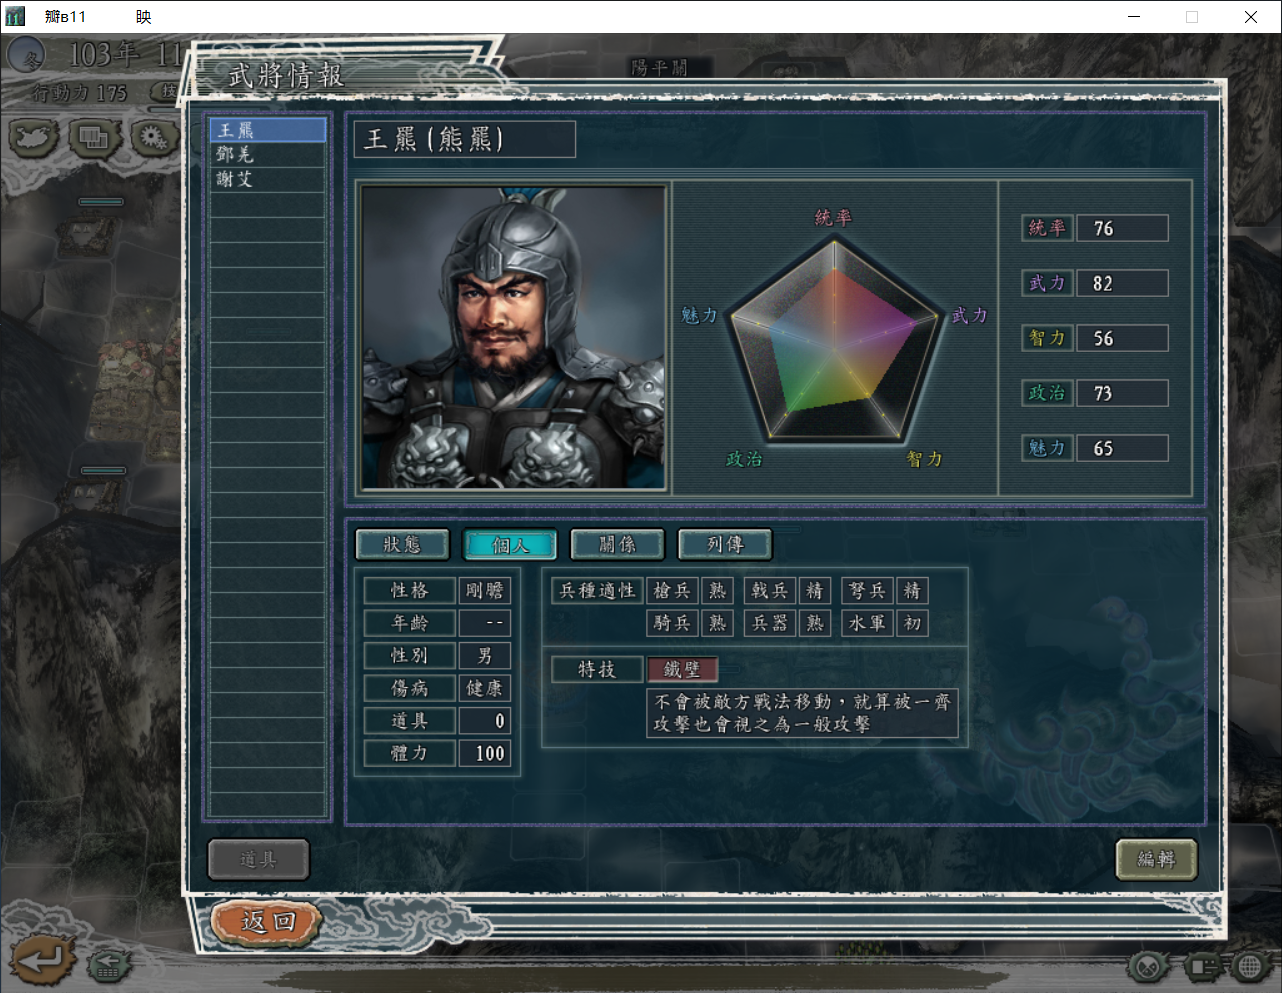 瓣в11 映
103年 11
行動力 175 技
陽平關
武將情報
王羆
鄧羌
謝艾
王羆(熊羆)
統率
武力
智力
政治
魅力
統率 76
武力 82
智力 56
政治 73
魅力 65
狀態 個人 關係 列傳
性格 剛膽
年齡 --
性別 男
傷病 健康
道具 0
體力 100
兵種適性 槍兵 熟 戟兵 精 弩兵 精
騎兵 熟 兵器 熟 水軍 初
特技 鐵壁
不會被敵方戰法移動，就算被一齊
攻擊也會視之為一般攻擊
道具
編輯
返回